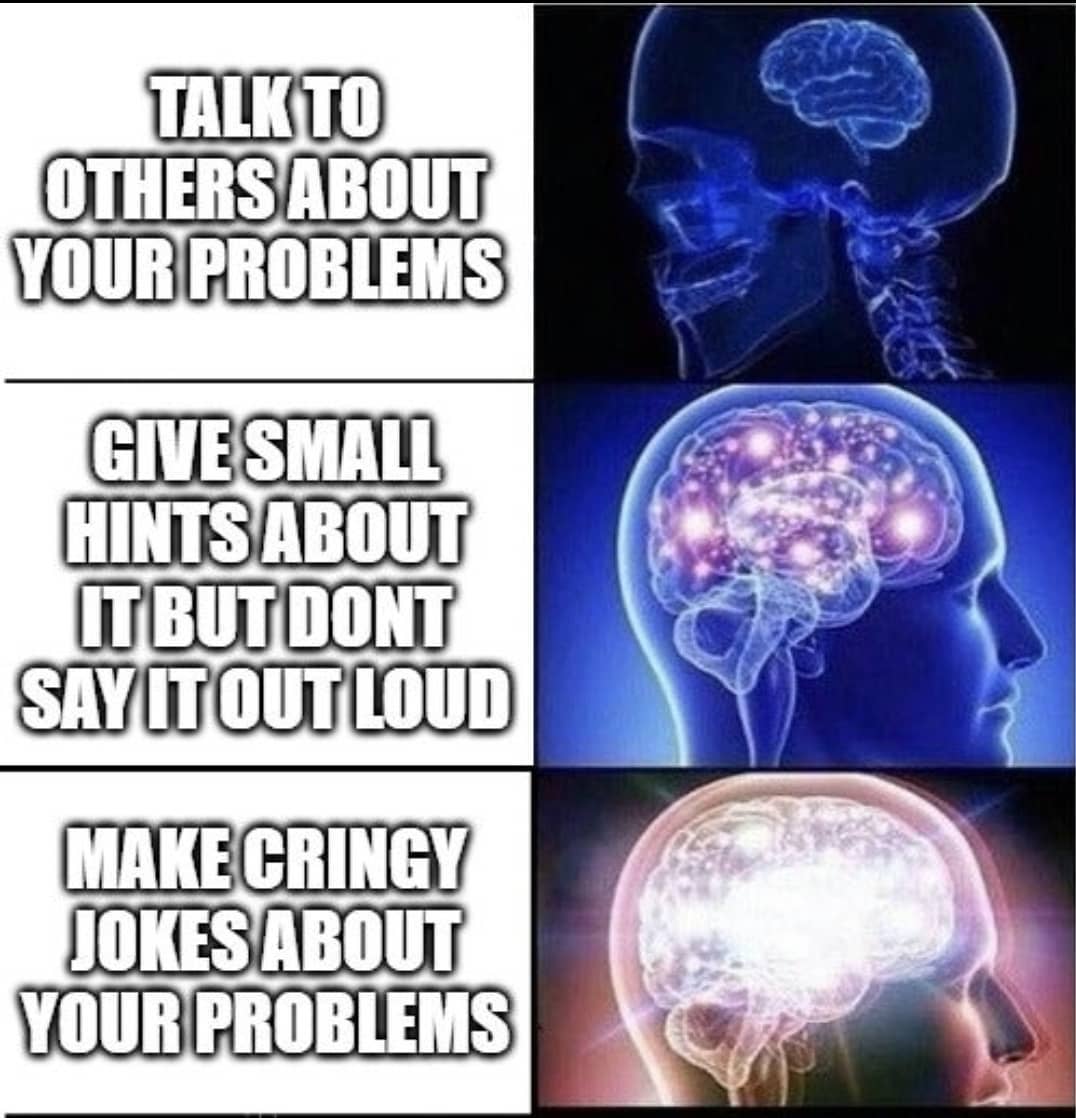 TALK TO
OTHERS ABOUT
YOUR PROBLEMS
GIVE SMALL
HINTS ABOUT
IT BUT DONT
SAY IT OUT LOUD
MAKE CRINGY
JOKES ABOUT
YOUR PROBLEMS